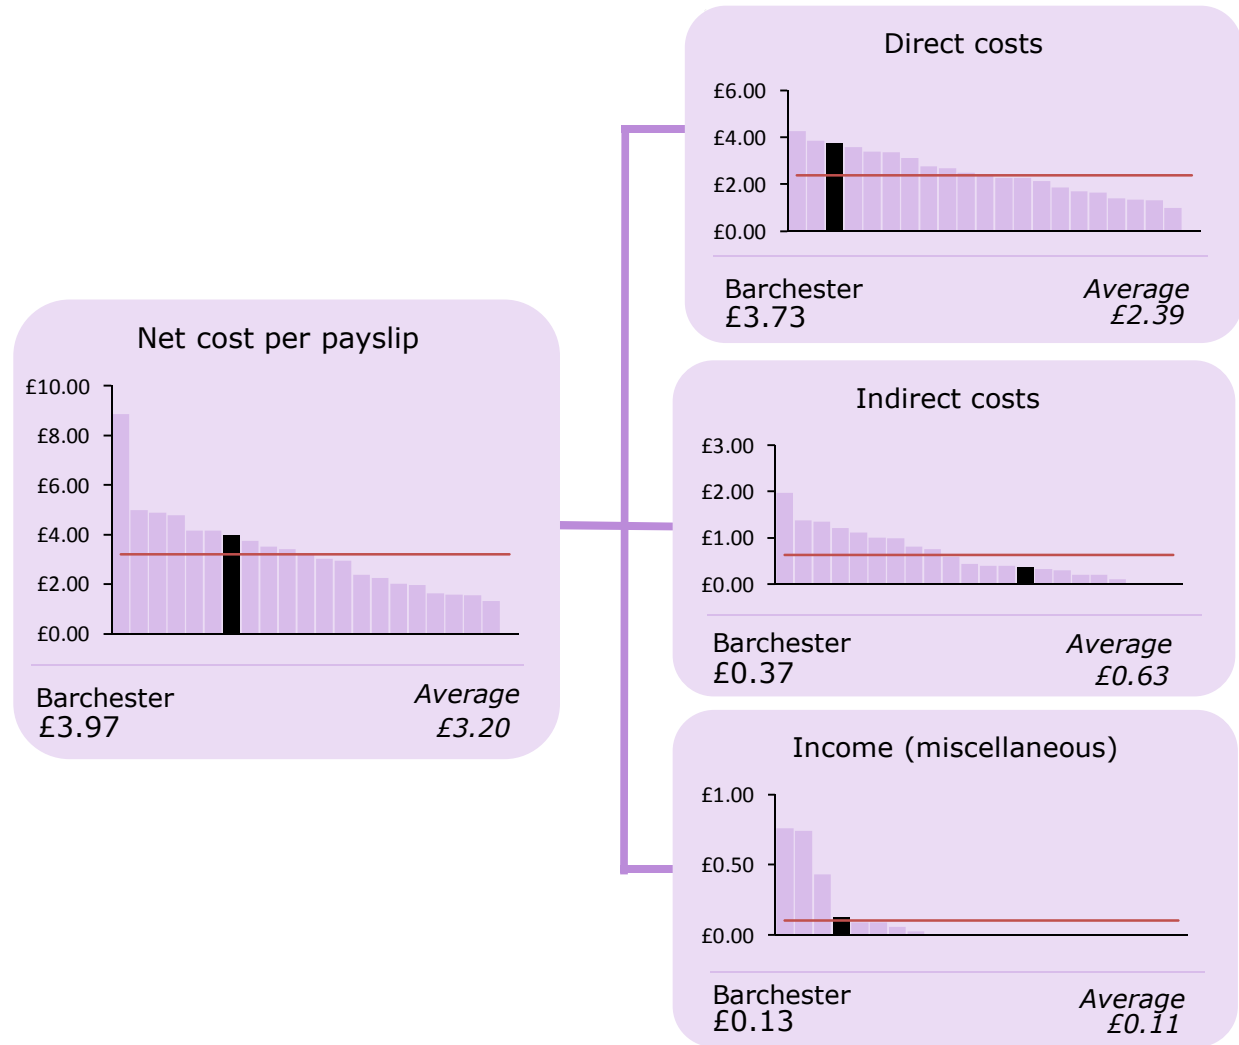 Direct costs
£6.00
£4.00
£2.00
£0.00
Barchester
£3.73
Average
£2.39
Net cost per payslip
£10.00
£8.00
£6.00
£4.00
£2.00
£0.00
Barchester
£3.97
Average
£3.20
Indirect costs
£3.00
£2.00
£1.00
£0.00
Barchester
£0.37
Average
£0.63
Income (miscellaneous)
£1.00
£0.50
£0.00
Barchester
£0.13
Average
£0.11